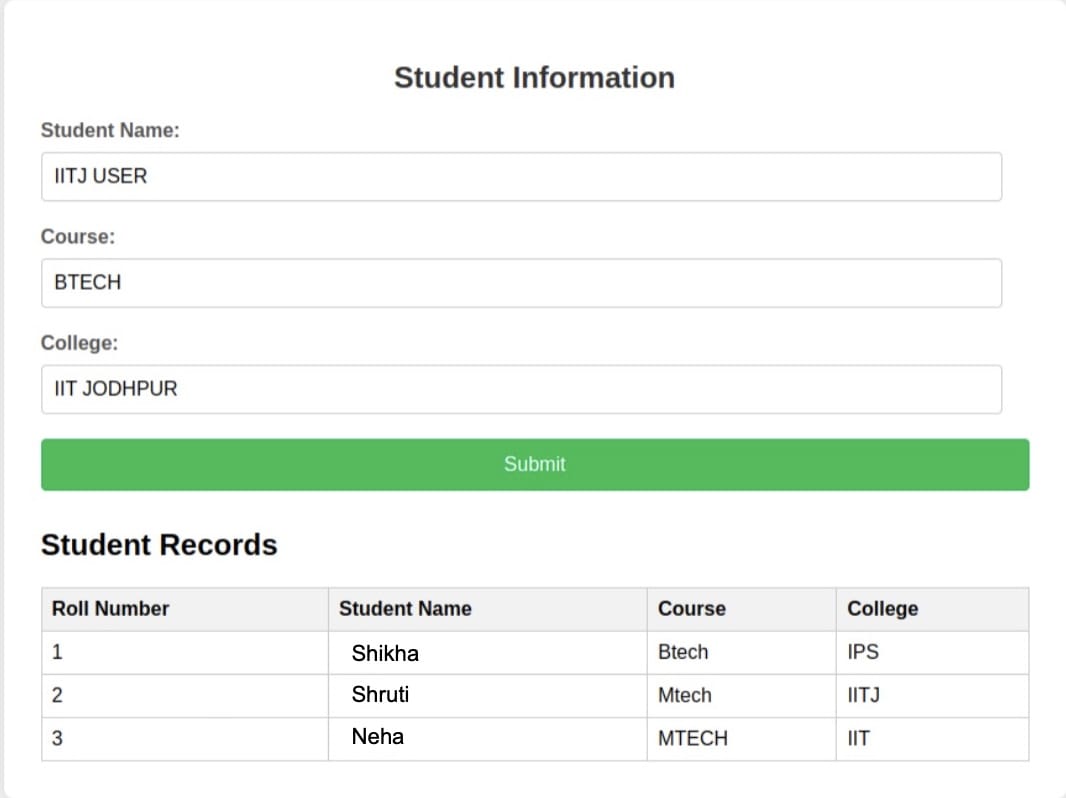 Student Information
Student Name:
IITJ USER
Course:
BTECH
College:
IIT JODHPUR
Submit
Student Records
Roll Number Student Name Course College
1 Shikha Btech IPS
2 Shruti Mtech IITJ
3 Neha MTECH IIT